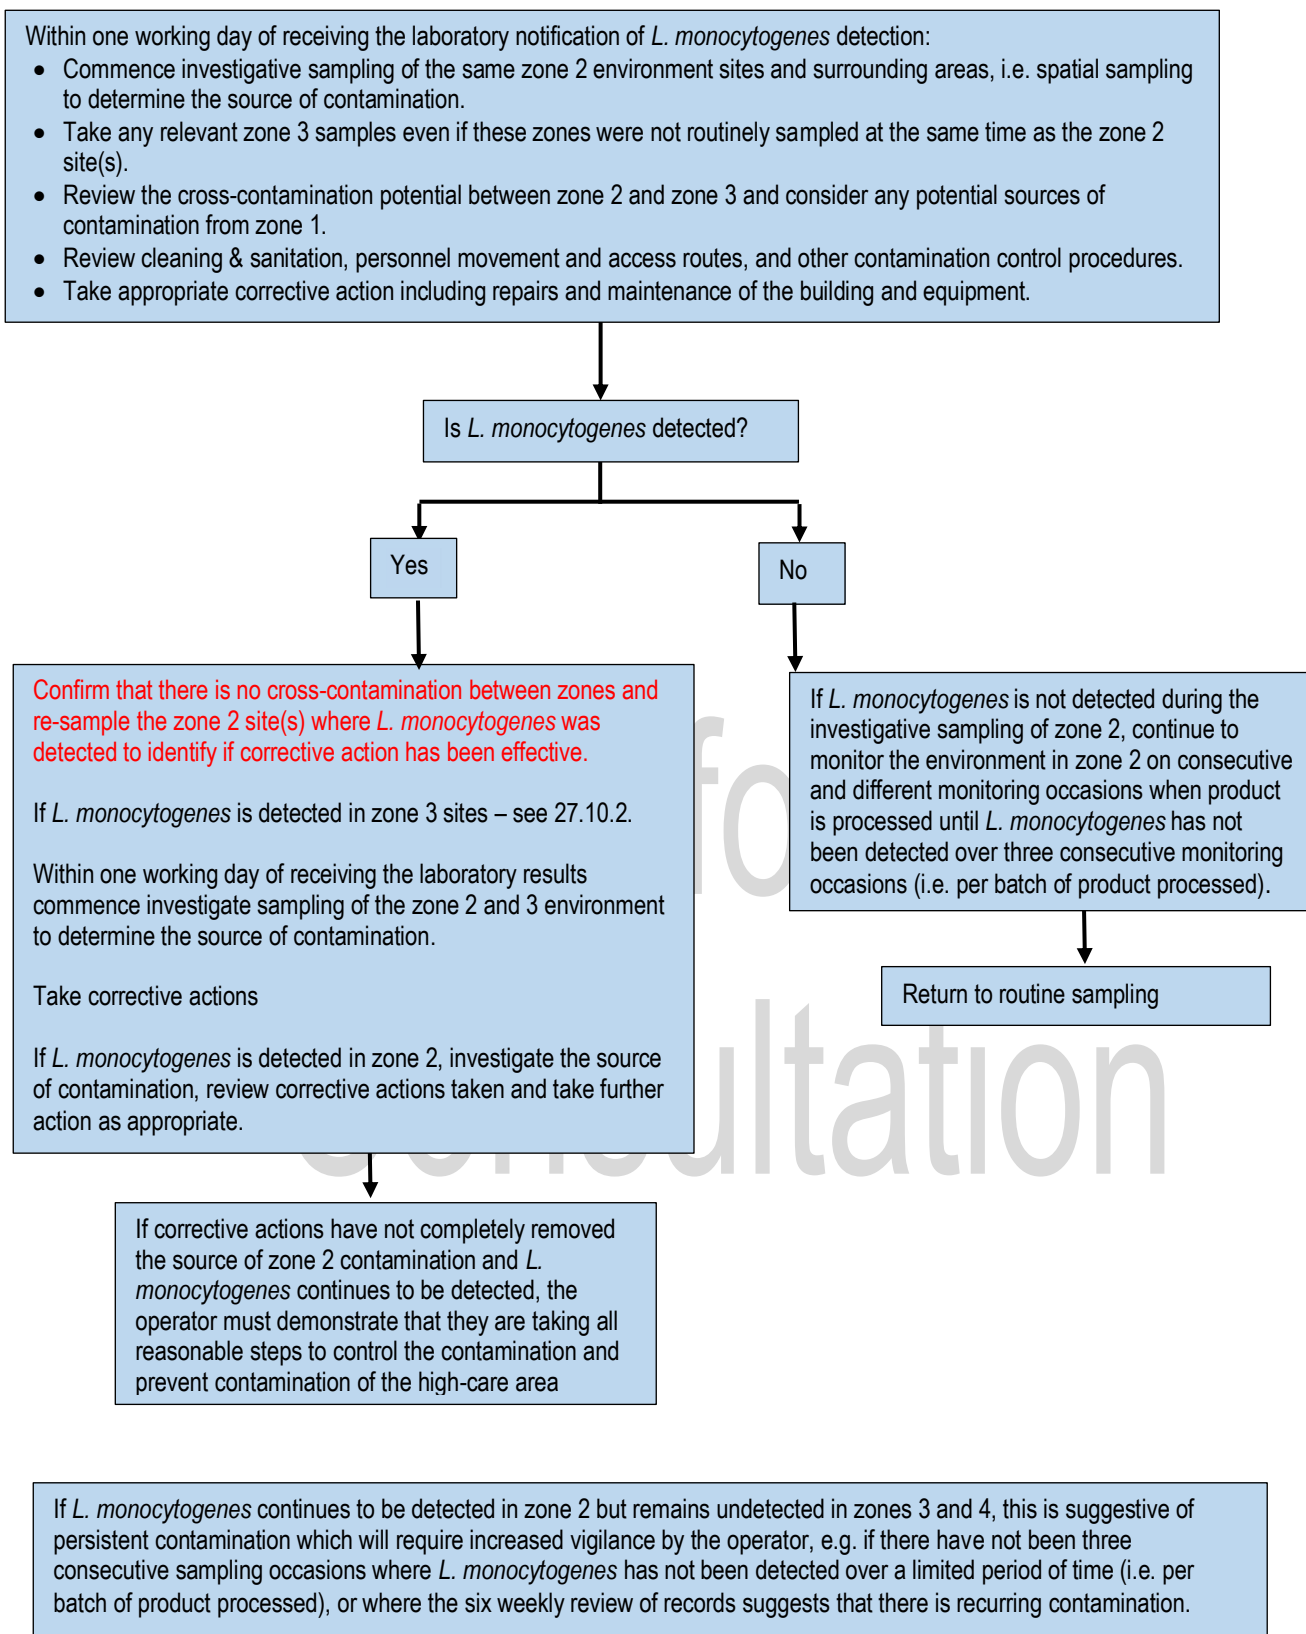 Within one working day of receiving the laboratory notification of L. monocytogenes detection:
• Commence investigative sampling of the same zone 2 environment sites and surrounding areas, i.e. spatial sampling
to determine the source of contamination.
• Take any relevant zone 3 samples even if these zones were not routinely sampled at the same time as the zone 2
site(s).
• Review the cross-contamination potential between zone 2 and zone 3 and consider any potential sources of
contamination from zone 1.
• Review cleaning & sanitation, personnel movement and access routes, and other contamination control procedures.
• Take appropriate corrective action including repairs and maintenance of the building and equipment.
Is L. monocytogenes detected?
Yes
No
Confirm that there is no cross-contamination between zones and
re-sample the zone 2 site(s) where L. monocytogenes was
detected to identify if corrective action has been effective.
If L. monocytogenes is detected in zone 3 sites – see 27.10.2.
Within one working day of receiving the laboratory results
commence investigate sampling of the zone 2 and 3 environment
to determine the source of contamination.
Take corrective actions
If L. monocytogenes is detected in zone 2, investigate the source
of contamination, review corrective actions taken and take further
action as appropriate.
If L. monocytogenes is not detected during the
investigative sampling of zone 2, continue to
monitor the environment in zone 2 on consecutive
and different monitoring occasions when product
is processed until L. monocytogenes has not
been detected over three consecutive monitoring
occasions (i.e. per batch of product processed).
Return to routine sampling
If corrective actions have not completely removed
the source of zone 2 contamination and L.
monocytogenes continues to be detected, the
operator must demonstrate that they are taking all
reasonable steps to control the contamination and
prevent contamination of the high-care area
If L. monocytogenes continues to be detected in zone 2 but remains undetected in zones 3 and 4, this is suggestive of
persistent contamination which will require increased vigilance by the operator, e.g. if there have not been three
consecutive sampling occasions where L. monocytogenes has not been detected over a limited period of time (i.e. per
batch of product processed), or where the six weekly review of records suggests that there is recurring contamination.